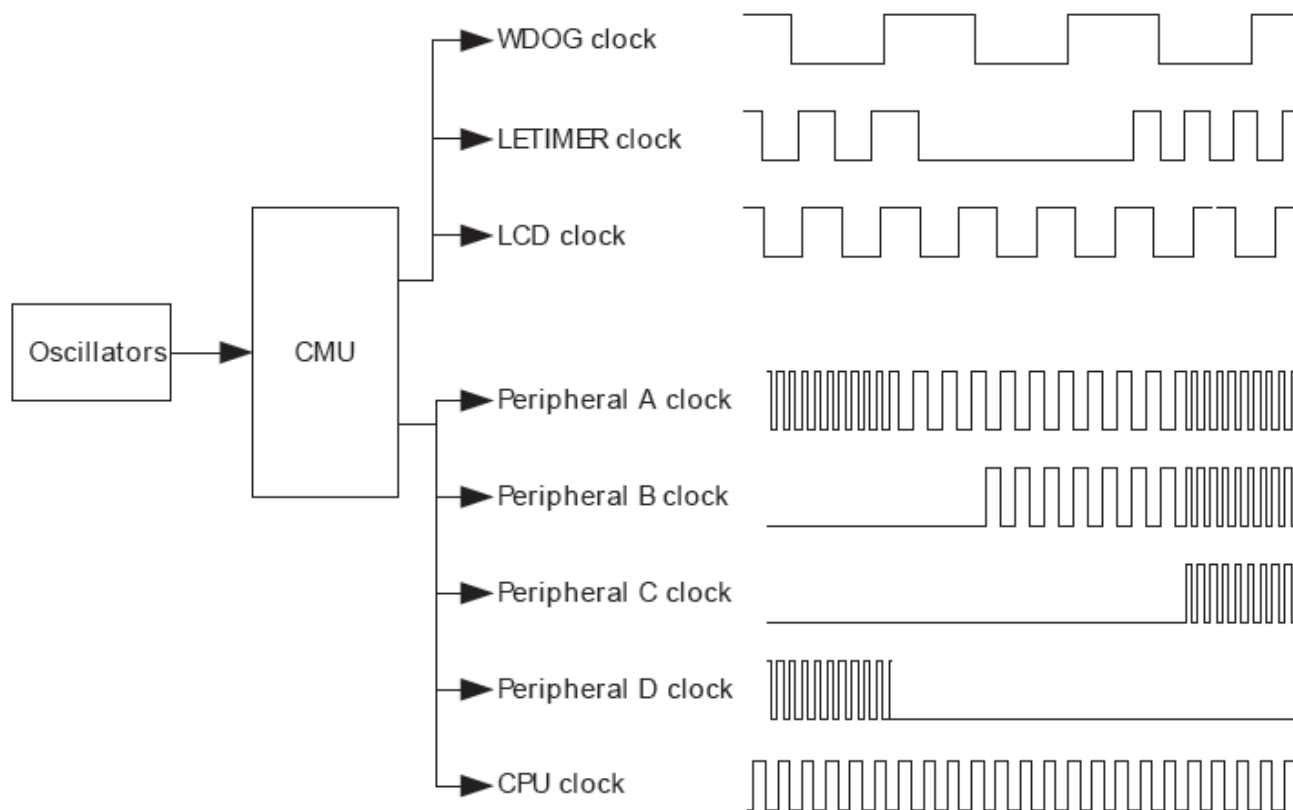 WDOG clock
LETIMER clock
LCD clock
Oscillators
CMU
Peripheral A clock
Peripheral B clock
Peripheral C clock
Peripheral D clock
CPU clock